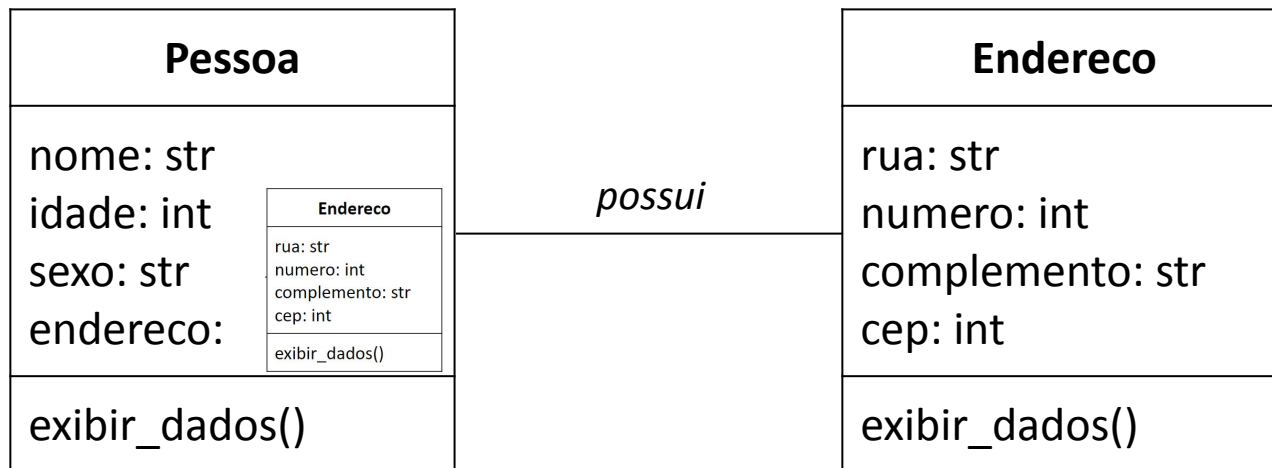 Pessoa
nome: str
idade: int
sexo: str
endereco:
Endereco
rua: str
numero: int
complemento: str
cep: int
exibir_dados()
exibir_dados()
possui
Endereco
rua: str
numero: int
complemento: str
cep: int
exibir_dados()